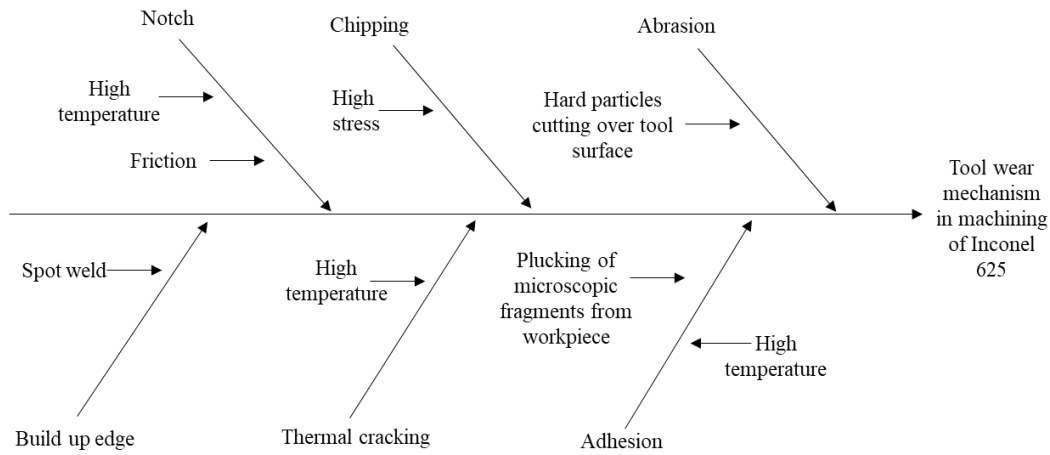 Notch
Chipping
Abrasion
High
temperature
Friction
High
stress
Hard particles
cutting over tool
surface
Tool wear
mechanism
in machining
of Inconel
625
Spot weld
High
temperature
Plucking of
microscopic
fragments from
workpiece
High
temperature
Build up edge
Thermal cracking
Adhesion